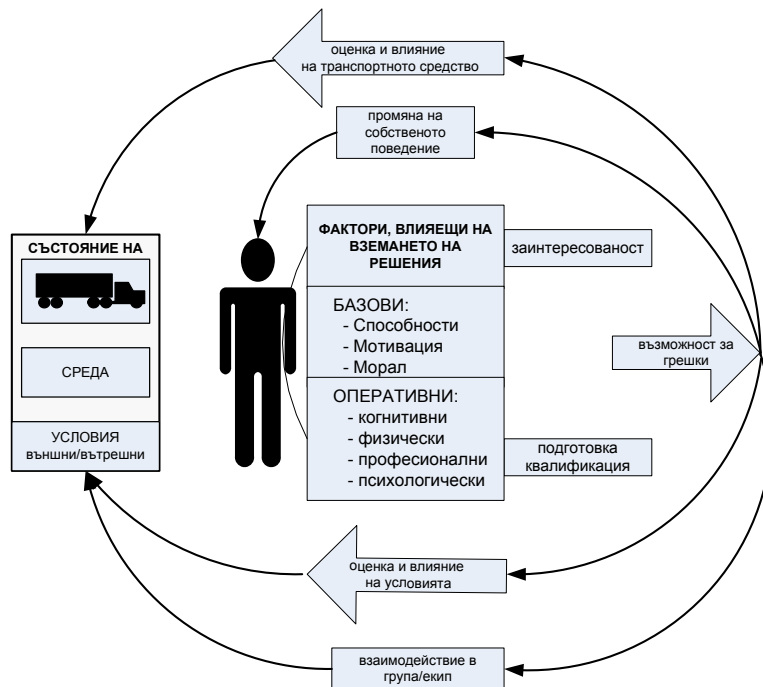 оценка и влияние
на транспортното средство
промяна на
собственото
поведение
СЪСТОЯНИЕ НА
СРЕДА
УСЛОВИЯ
външни/вътрешни
ФАКТОРИ, ВЛИЯЕЩИ НА
ВЗЕМАНЕТО НА
РЕШЕНИЯ
заинтересованост
БАЗОВИ:
- Способности
- Мотивация
- Морал
възможност за
грешки
ОПЕРАТИВНИ:
- когнитивни
- физически
- професионални
- психологически
подготовка
квалификация
оценка и влияние
на условията
взаимодействие в
група/екип